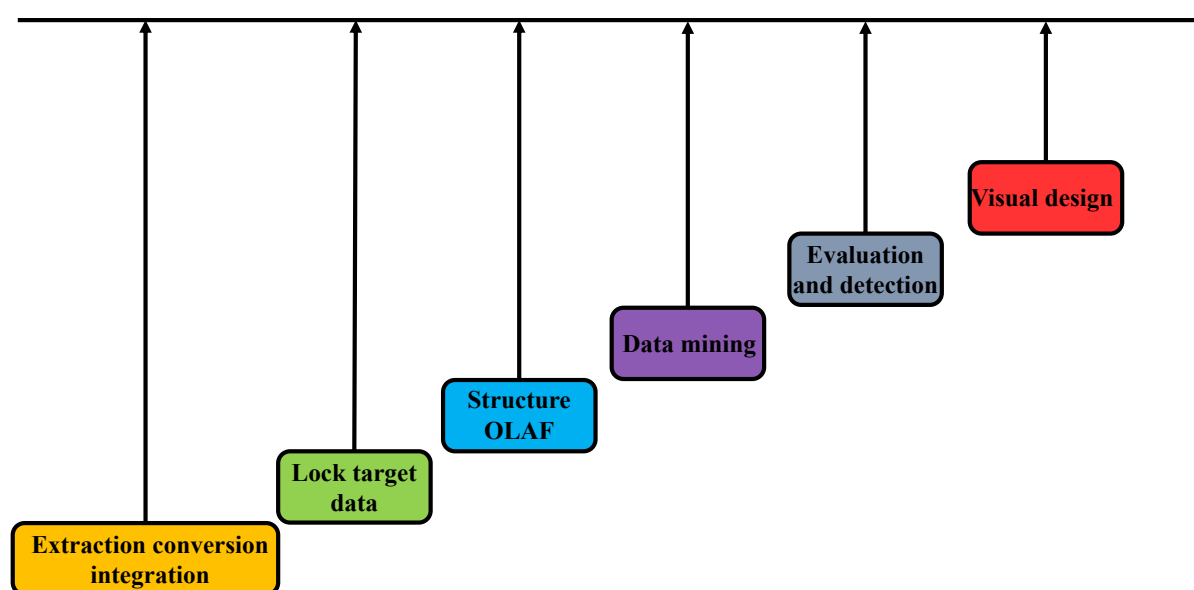 Extraction conversion
integration
Lock target
data
Structure
OLAF
Data mining
Evaluation
and detection
Visual design